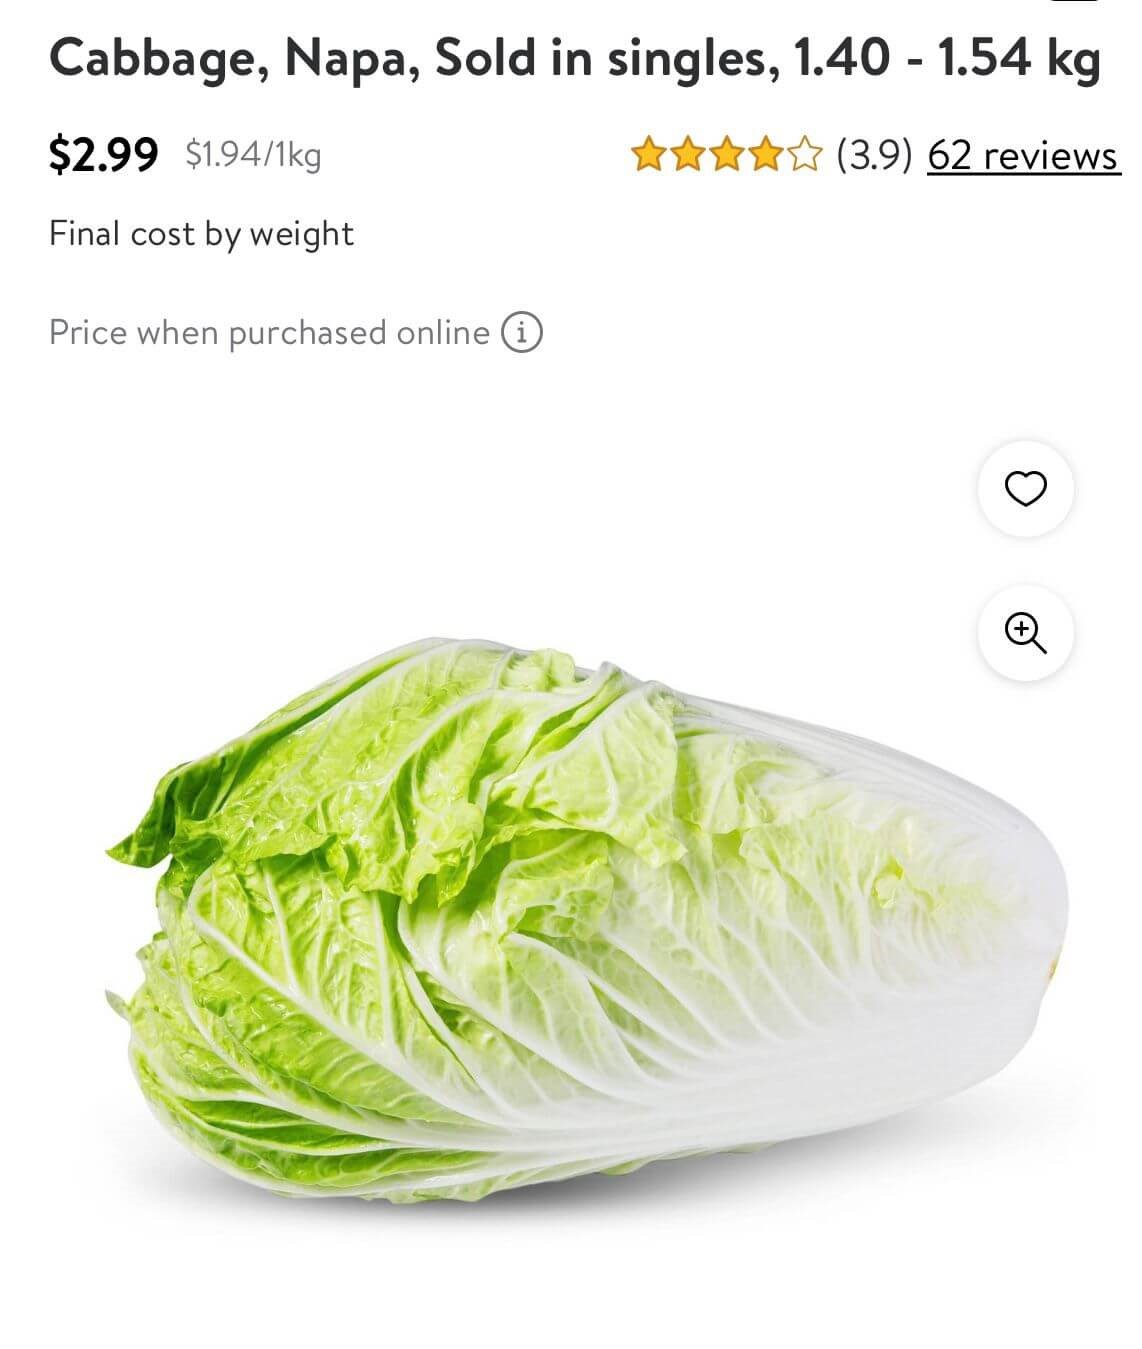 Cabbage, Napa, Sold in singles, 1.40 - 1.54 kg
$2.99 $1.94/1kg (3.9) 62 reviews
Final cost by weight
Price when purchased online